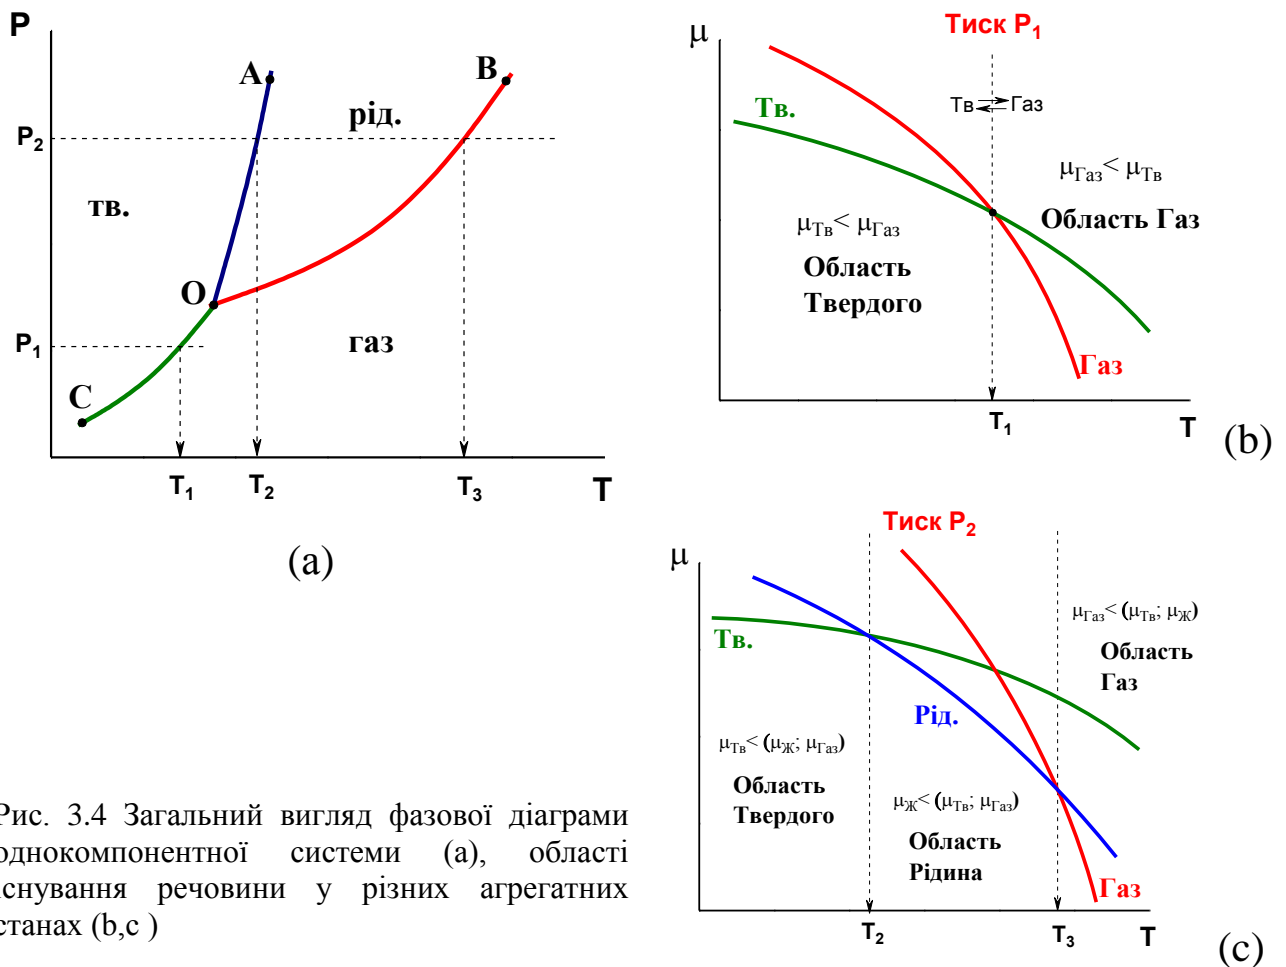 P
A
B
рід.
P2
тв.
O
P1
газ
C
T1
T2
T3
T
(a)
Тиск P1
μ
Тв ⇄ Газ
Тв.
μГаз< μТв
Область Газ
μТв< μГаз
Область
Твердого
Газ
T1
T
(b)
Тиск P2
μ
μГаз< (μТв; μЖ)
Область
Газ
Тв.
Рід.
μТв< (μЖ; μГаз)
Область
Твердого
μЖ< (μТв; μГаз)
Область
Рідина
Газ
T2
T3
T
(c)
Рис. 3.4 Загальний вигляд фазової діаграми
однокомпонентної системи (a), області
існування речовини у різних агрегатних
станах (b,c )